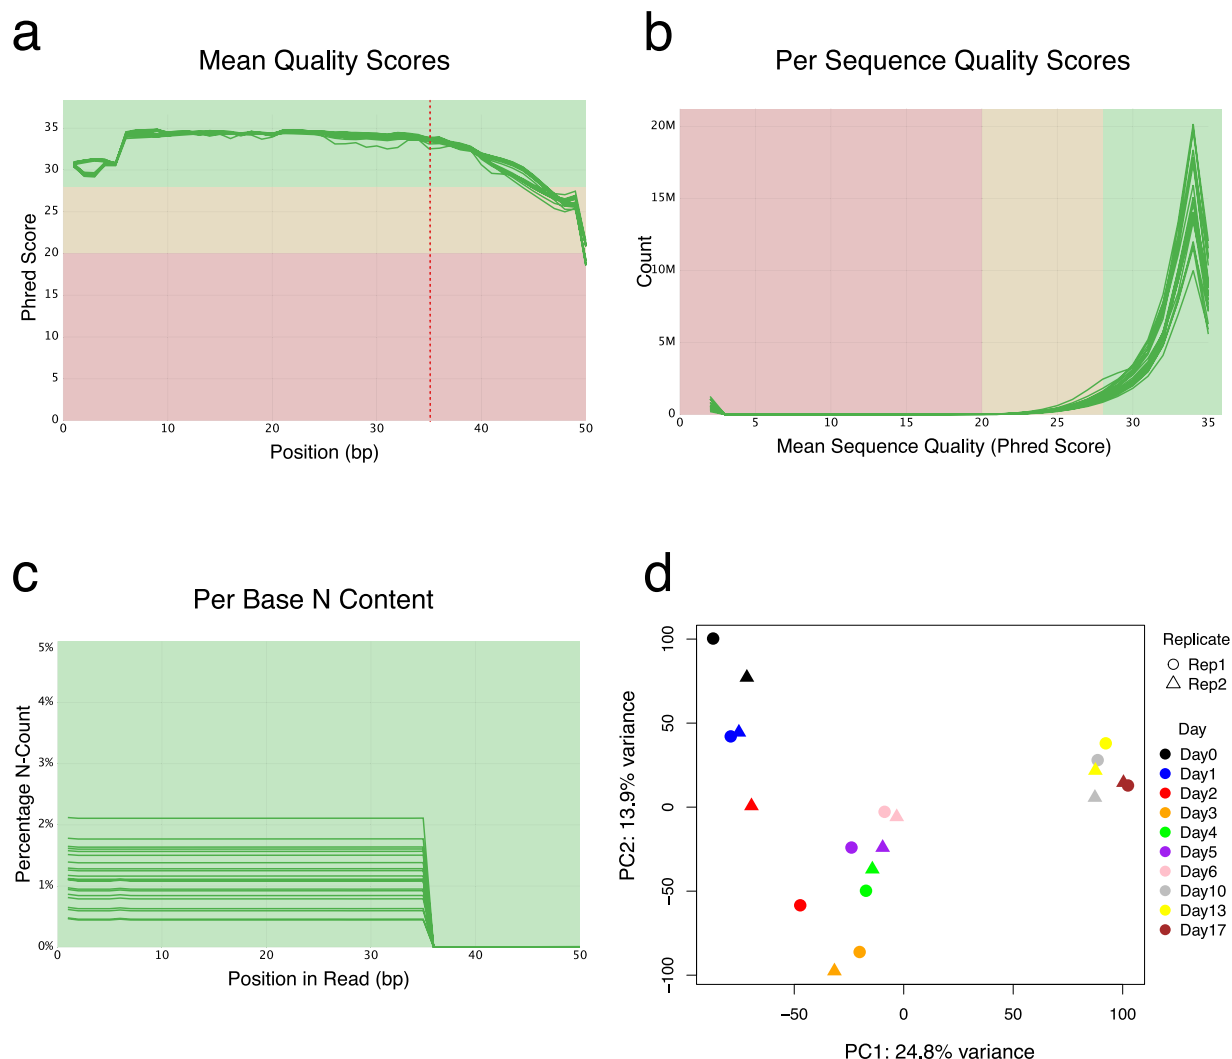 a
Mean Quality Scores
35
30
25
20
15
10
5
0
Phred Score
0 10 20 30 40 50
Position (bp)
b
Per Sequence Quality Scores
20M
15M
10M
5M
0
Count
0 5 10 15 20 25 30 35
Mean Sequence Quality (Phred Score)
c
Per Base N Content
5%
4%
3%
2%
1%
0%
Percentage N-Count
0 10 20 30 40 50
Position in Read (bp)
d
100
50
0
−50
−100
PC2: 13.9% variance
−50 0 50 100
PC1: 24.8% variance
Replicate
Rep1
Rep2
Day
Day0
Day1
Day2
Day3
Day4
Day5
Day6
Day10
Day13
Day17